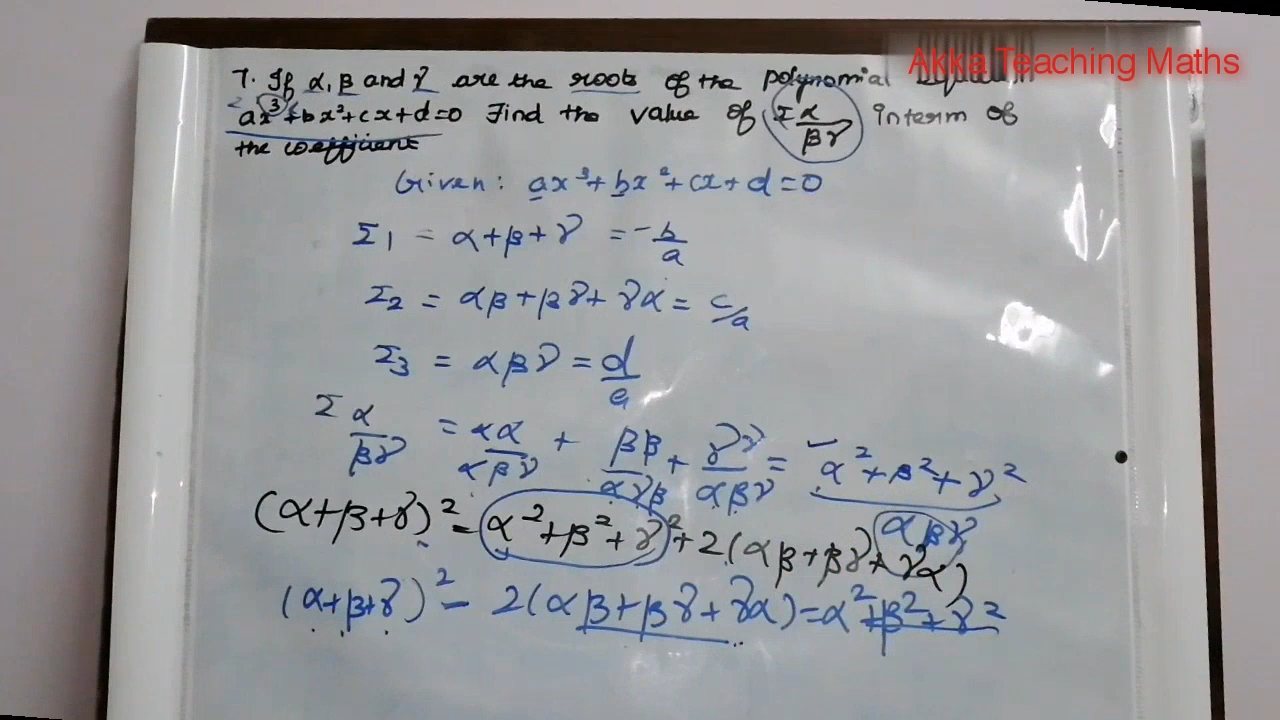 Akka Teaching Maths
7. If α, β and γ are the roots of the polynomial
ax³+bx²+cx+d=0 Find the value of Σ α/βγ interm of
the coefficient
Given: ax³+bx²+cx+d=0
Σ1 = α+β+γ = -b/a
Σ2 = αβ+βγ+γα = c/a
Σ3 = αβγ = d/a
Σ α/βγ = αα/αβγ + ββ/αγβ + γγ/αβγ = α²+β²+γ²/αβγ
(α+β+γ)² = α²+β²+γ²+2(αβ+βγ+γα)
(α+β+γ)² - 2(αβ+βγ+γα) = α²+β²+γ²